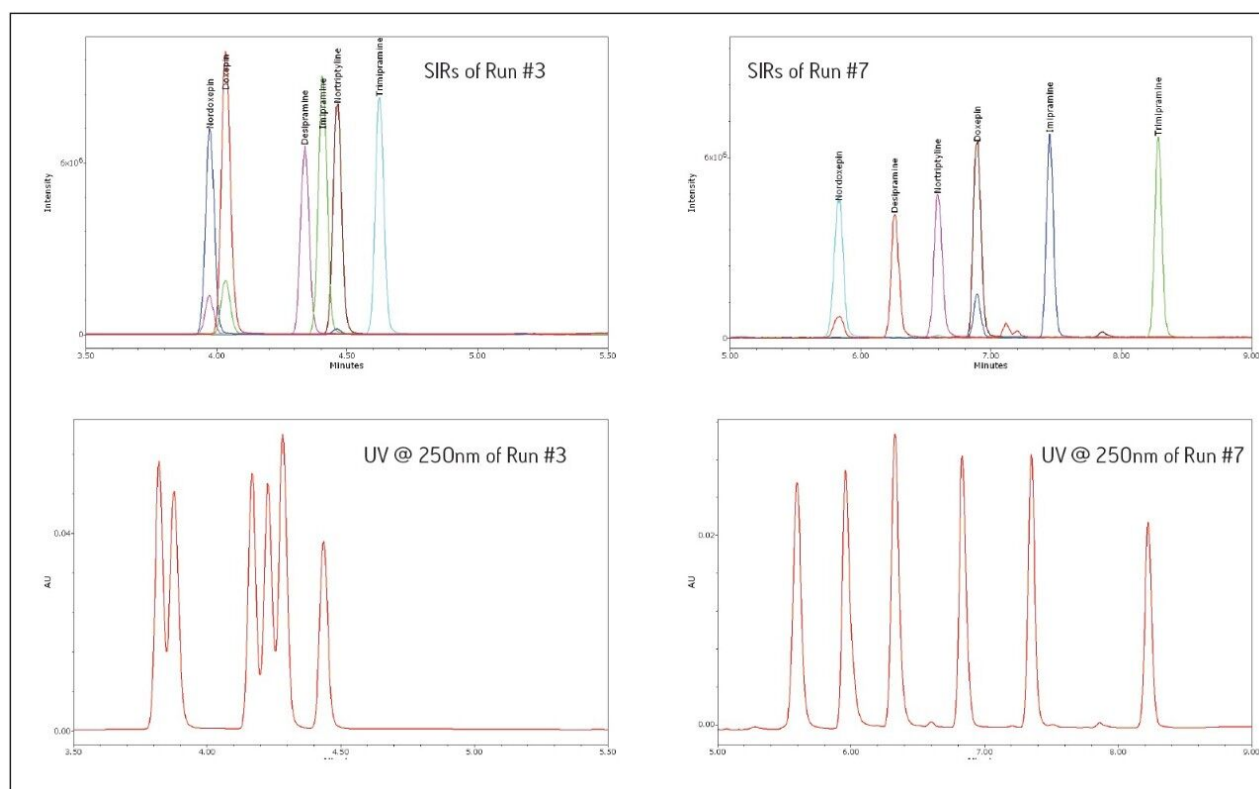 SIRs of Run #3
Nordoxepin
Doxepin
Desipramine
Imipramine
Nortriptyline
Trimipramine
6x10⁶
Intensity
0
3.50
4.00
4.50
5.00
5.50
Minutes
SIRs of Run #7
Nordoxepin
Desipramine
Nortriptyline
Doxepin
Imipramine
Trimipramine
6x10⁶
Intensity
0
5.00
6.00
7.00
8.00
9.00
Minutes
UV @ 250nm of Run #3
0.04
AU
0.00
3.50
4.00
4.50
5.00
5.50
UV @ 250nm of Run #7
0.02
AU
0.00
5.00
6.00
7.00
8.00
9.00